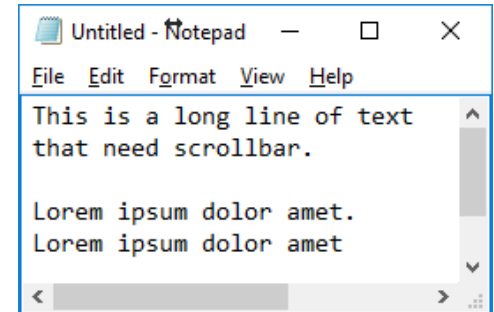 Untitled - Notepad
File Edit Format View Help
This is a long line of text
that need scrollbar.
Lorem ipsum dolor amet.
Lorem ipsum dolor amet